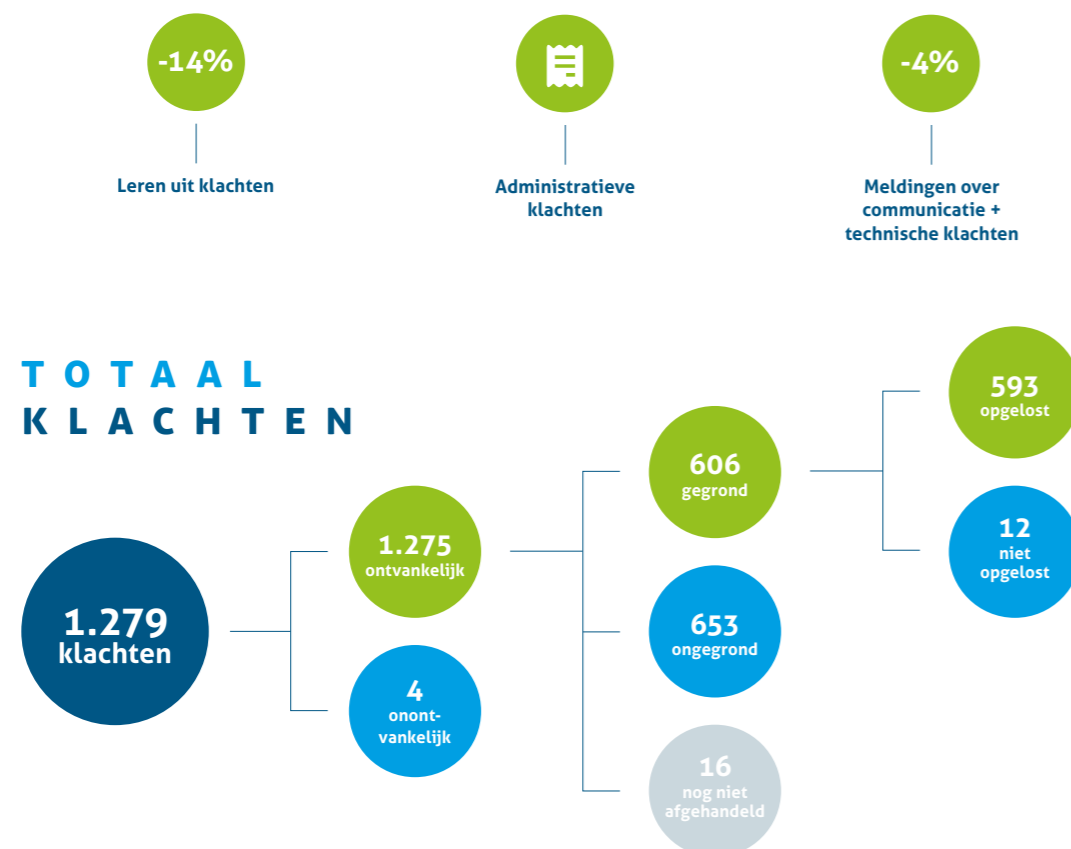 -14%
Leren uit klachten
Administratieve
klachten
-4%
Meldingen over
communicatie +
technische klachten
TOTAAL
KLACHTEN
1.279
klachten
1.275
ontvankelijk
4
onont-
vankelijk
606
gegrond
653
ongegrond
16
nog niet
afgehandeld
593
opgelost
12
niet
opgelost